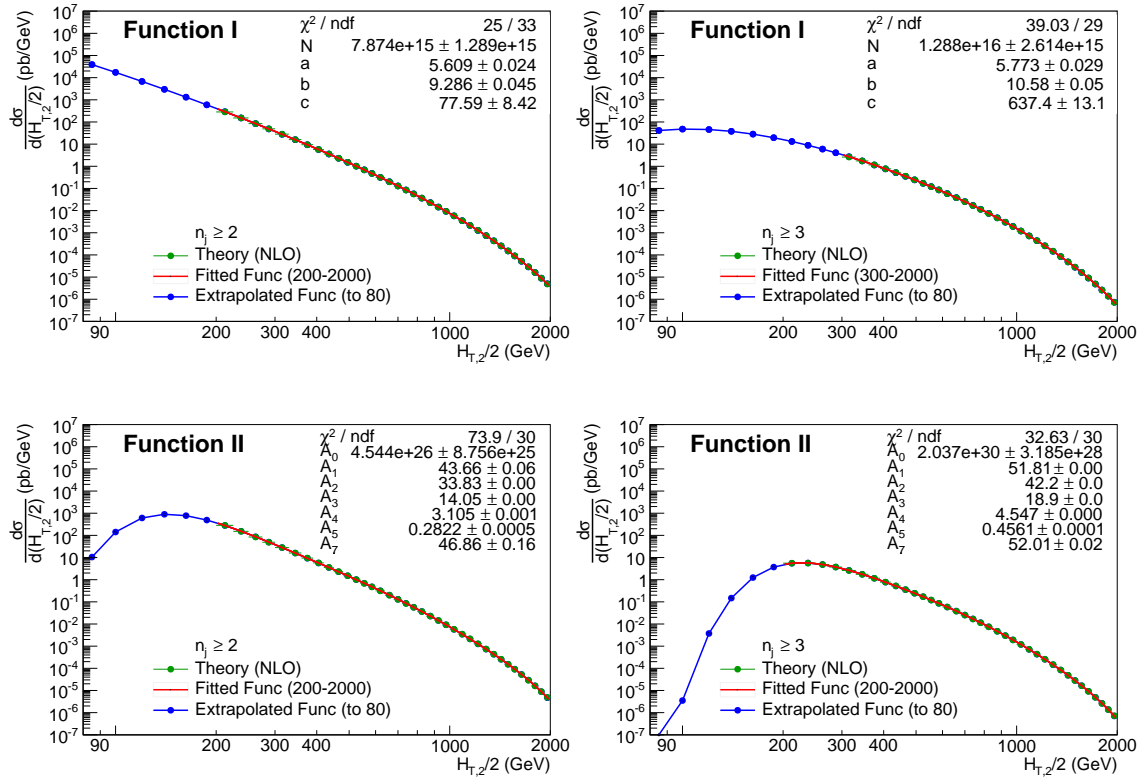 Function I
χ² / ndf 25 / 33
N 7.874e+15 ± 1.289e+15
a 5.609 ± 0.024
b 9.286 ± 0.045
c 77.59 ± 8.42
dσ/d(H_T,2/2) (pb/GeV)
10⁷
10⁶
10⁵
10⁴
10³
10²
10
1
10⁻¹
10⁻²
10⁻³
10⁻⁴
10⁻⁵
10⁻⁶
10⁻⁷
n_j ≥ 2
Theory (NLO)
Fitted Func (200-2000)
Extrapolated Func (to 80)
90 200 300 400 1000 2000
H_T,2/2 (GeV)
Function I
χ² / ndf 39.03 / 29
N 1.288e+16 ± 2.614e+15
a 5.773 ± 0.029
b 10.58 ± 0.05
c 637.4 ± 13.1
dσ/d(H_T,2/2) (pb/GeV)
10⁷
10⁶
10⁵
10⁴
10³
10²
10
1
10⁻¹
10⁻²
10⁻³
10⁻⁴
10⁻⁵
10⁻⁶
10⁻⁷
n_j ≥ 3
Theory (NLO)
Fitted Func (300-2000)
Extrapolated Func (to 80)
90 200 300 400 1000 2000
H_T,2/2 (GeV)
Function II
χ² / ndf 73.9 / 30
A₀ 4.544e+26 ± 8.756e+25
A₁ 43.66 ± 0.06
A₂ 33.83 ± 0.00
A₃ 14.05 ± 0.00
A₄ 3.105 ± 0.001
A₅ 0.2822 ± 0.0005
A₇ 46.86 ± 0.16
dσ/d(H_T,2/2) (pb/GeV)
10⁷
10⁶
10⁵
10⁴
10³
10²
10
1
10⁻¹
10⁻²
10⁻³
10⁻⁴
10⁻⁵
10⁻⁶
10⁻⁷
n_j ≥ 2
Theory (NLO)
Fitted Func (200-2000)
Extrapolated Func (to 80)
90 200 300 400 1000 2000
H_T,2/2 (GeV)
Function II
χ² / ndf 32.63 / 30
A₀ 2.037e+30 ± 3.185e+28
A₁ 51.81 ± 0.00
A₂ 42.2 ± 0.0
A₃ 18.9 ± 0.0
A₄ 4.547 ± 0.000
A₅ 0.4561 ± 0.0001
A₇ 52.01 ± 0.02
dσ/d(H_T,2/2) (pb/GeV)
10⁷
10⁶
10⁵
10⁴
10³
10²
10
1
10⁻¹
10⁻²
10⁻³
10⁻⁴
10⁻⁵
10⁻⁶
10⁻⁷
n_j ≥ 3
Theory (NLO)
Fitted Func (200-2000)
Extrapolated Func (to 80)
90 200 300 400 1000 2000
H_T,2/2 (GeV)